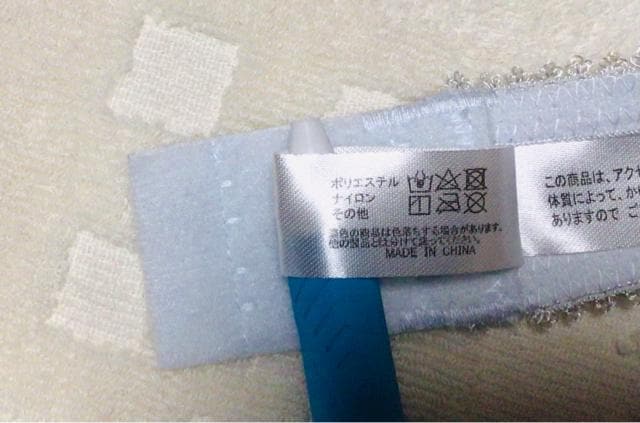 ポリエステル
ナイロン
その他
濃色の商品は色落ちする場合があります。
他の製品とは分けて洗ってください。
MADE IN CHINA
この商品は、アクセ
体質によって、か
ありますので ご